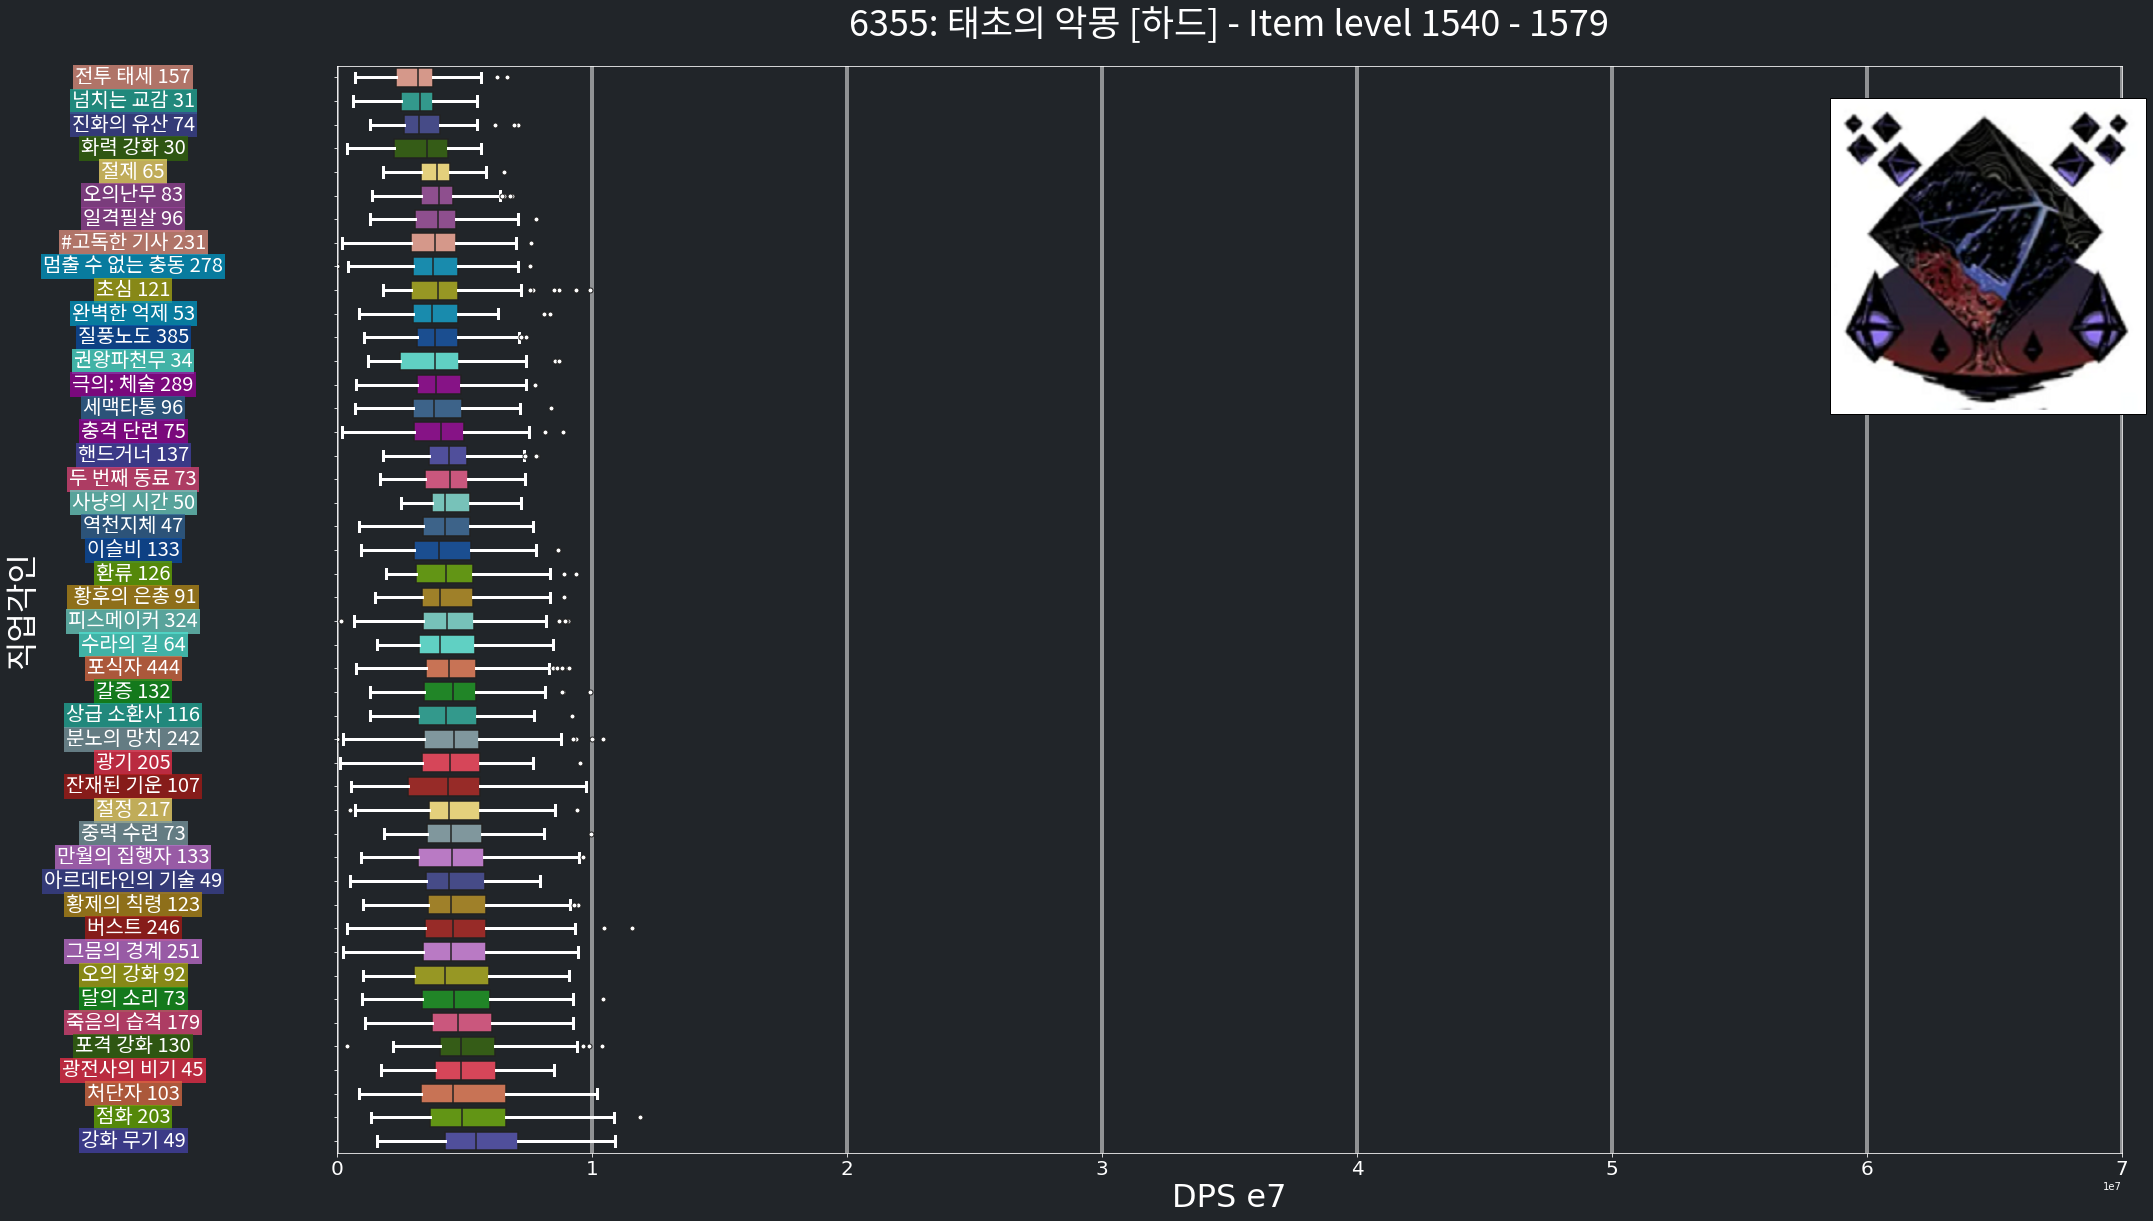 6355: 태초의 악몽 [하드] - Item level 1540 - 1579
전투 태세 157
넘치는 교감 31
진화의 유산 74
화력 강화 30
절제 65
오의난무 83
일격필살 96
#고독한 기사 231
멈출 수 없는 충동 278
초심 121
완벽한 억제 53
질풍노도 385
권왕파천무 34
극의: 체술 289
세맥타통 96
충격 단련 75
핸드거너 137
두 번째 동료 73
사냥의 시간 50
역천지체 47
이슬비 133
환류 126
황후의 은총 91
피스메이커 324
수라의 길 64
포식자 444
갈증 132
상급 소환사 116
분노의 망치 242
광기 205
잔재된 기운 107
절정 217
중력 수련 73
만월의 집행자 133
아르데타인의 기술 49
황제의 칙령 123
버스트 246
그믐의 경계 251
오의 강화 92
달의 소리 73
죽음의 습격 179
포격 강화 130
광전사의 비기 45
처단자 103
점화 203
강화 무기 49
직업각인
0 1 2 3 4 5 6 7
1e7
DPS e7